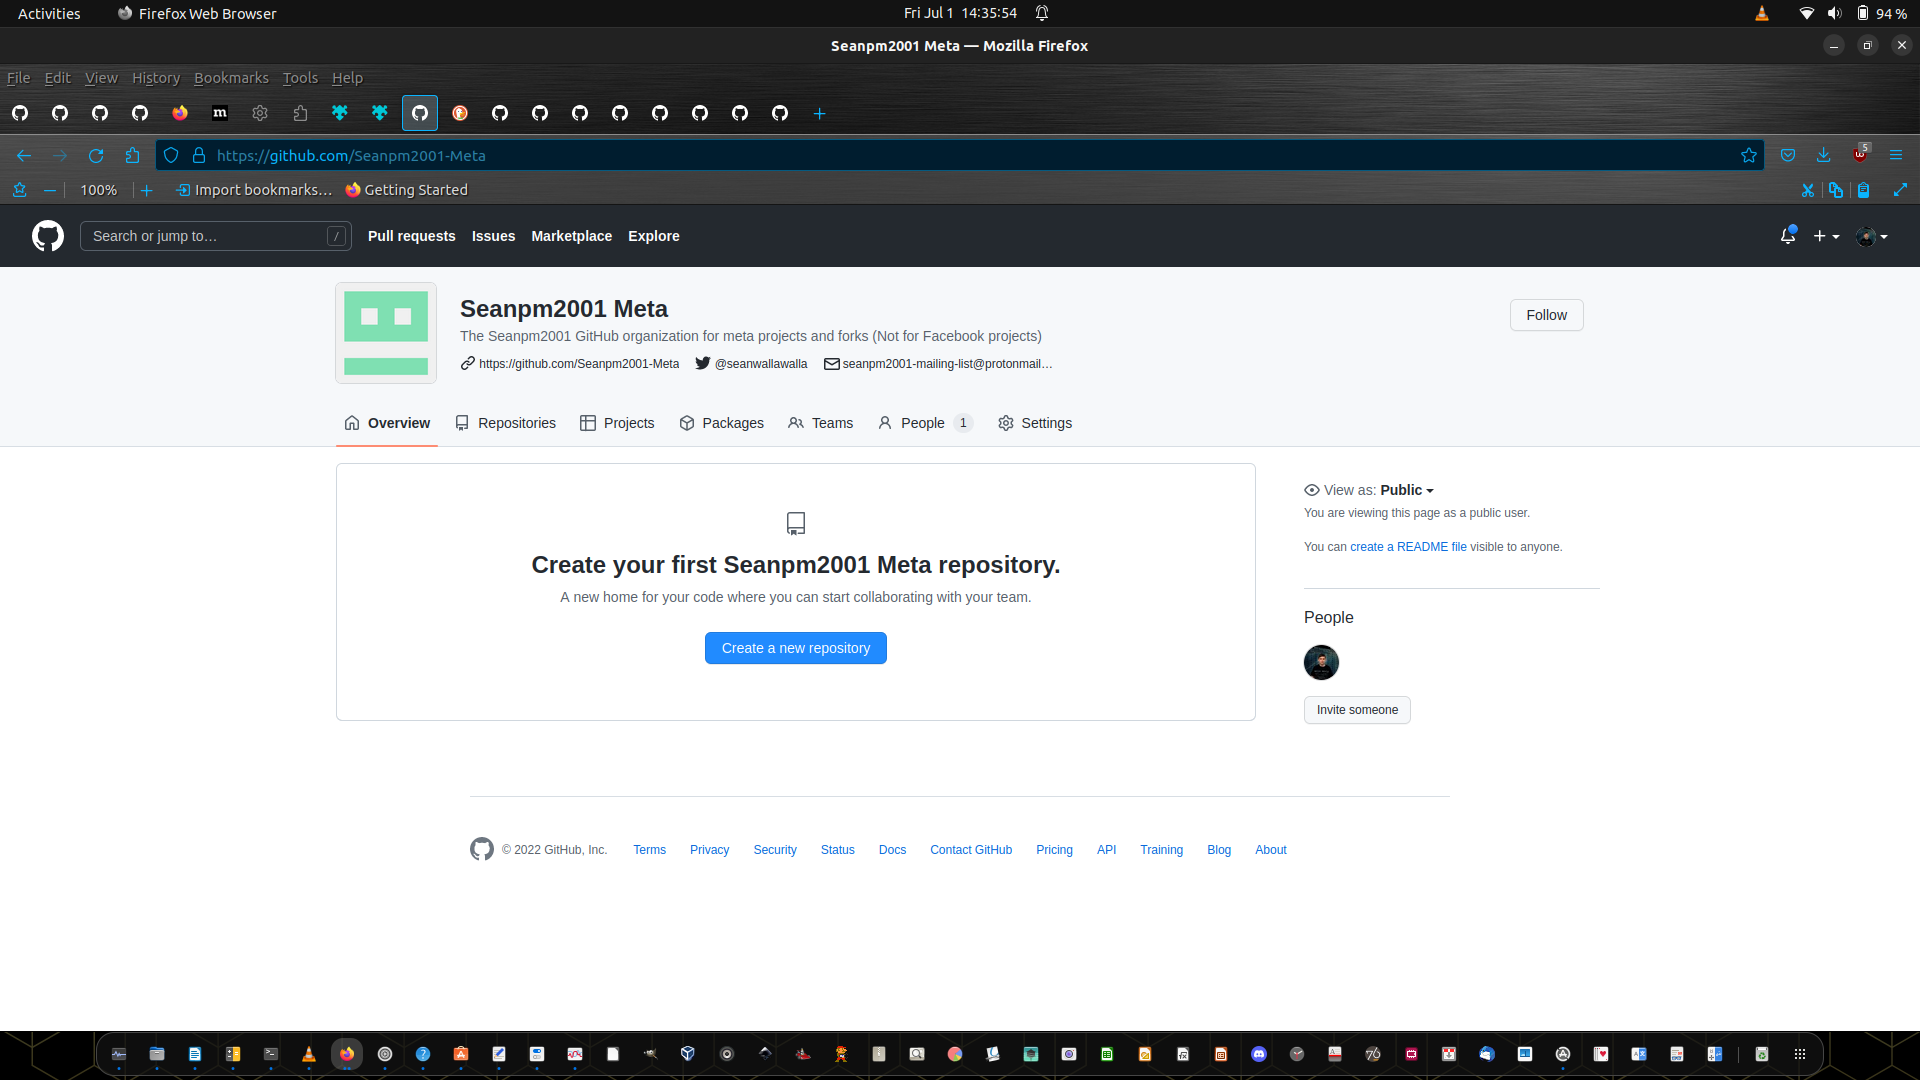 Activities
Firefox Web Browser
Fri Jul 1 14:35:54
94 %
Seanpm2001 Meta — Mozilla Firefox
File Edit View History Bookmarks Tools Help
m
https://github.com/Seanpm2001-Meta
5
100%
Import bookmarks…
Getting Started
Search or jump to…
/
Pull requests
Issues
Marketplace
Explore
Seanpm2001 Meta
Follow
The Seanpm2001 GitHub organization for meta projects and forks (Not for Facebook projects)
https://github.com/Seanpm2001-Meta
@seanwallawalla
seanpm2001-mailing-list@protonmail…
Overview
Repositories
Projects
Packages
Teams
People 1
Settings
Create your first Seanpm2001 Meta repository.
A new home for your code where you can start collaborating with your team.
Create a new repository
View as: Public
You are viewing this page as a public user.
You can create a README file visible to anyone.
People
Invite someone
© 2022 GitHub, Inc.
Terms
Privacy
Security
Status
Docs
Contact GitHub
Pricing
API
Training
Blog
About